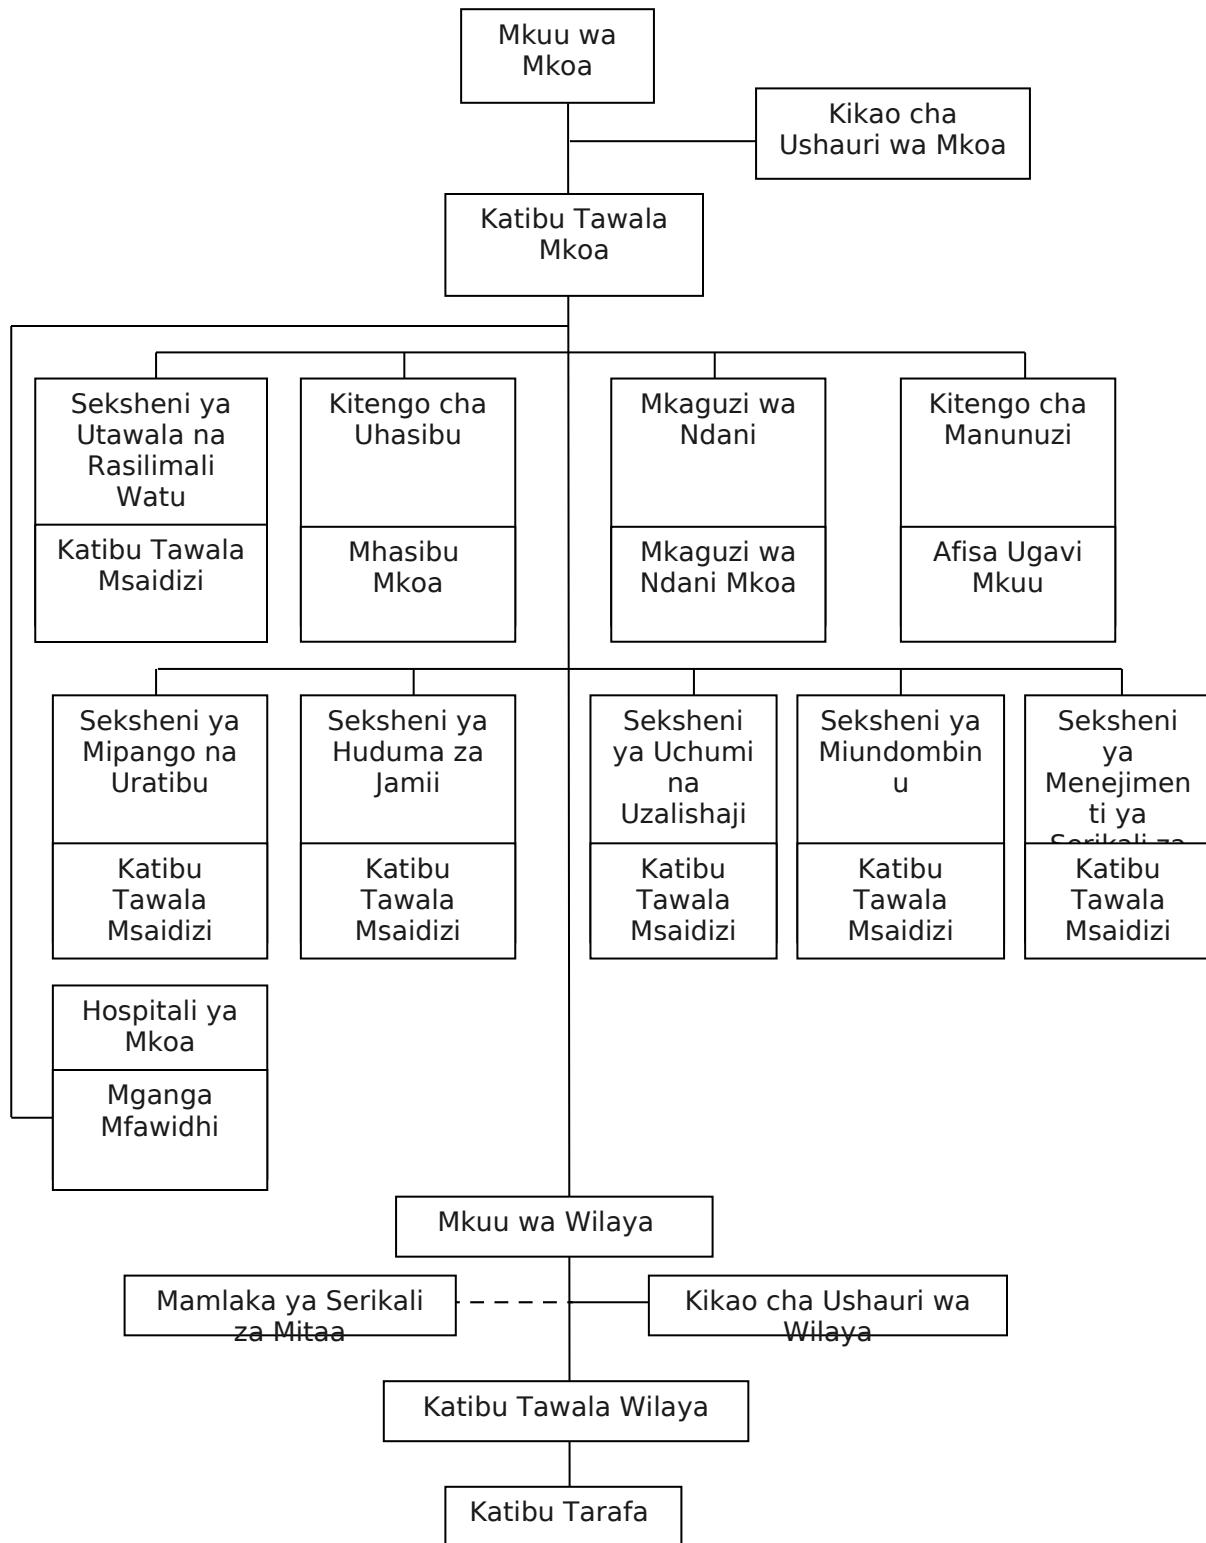 Mkuu wa
Mkoa
Kikao cha
Ushauri wa Mkoa
Katibu Tawala
Mkoa
Seksheni ya
Utawala na
Rasilimali
Watu
Katibu Tawala
Msaidizi
Kitengo cha
Uhasibu
Mhasibu
Mkoa
Mkaguzi wa
Ndani
Mkaguzi wa
Ndani Mkoa
Kitengo cha
Manunuzi
Afisa Ugavi
Mkuu
Seksheni ya
Mipango na
Uratibu
Katibu
Tawala
Msaidizi
Seksheni ya
Huduma za
Jamii
Katibu
Tawala
Msaidizi
Seksheni
ya Uchumi
na
Uzalishaji
Katibu
Tawala
Msaidizi
Seksheni ya
Miundombin
u
Katibu
Tawala
Msaidizi
Seksheni
ya
Menejimen
ti ya
Serikali za
Katibu
Tawala
Msaidizi
Hospitali ya
Mkoa
Mganga
Mfawidhi
Mkuu wa Wilaya
Mamlaka ya Serikali
za Mitaa
Kikao cha Ushauri wa
Wilaya
Katibu Tawala Wilaya
Katibu Tarafa